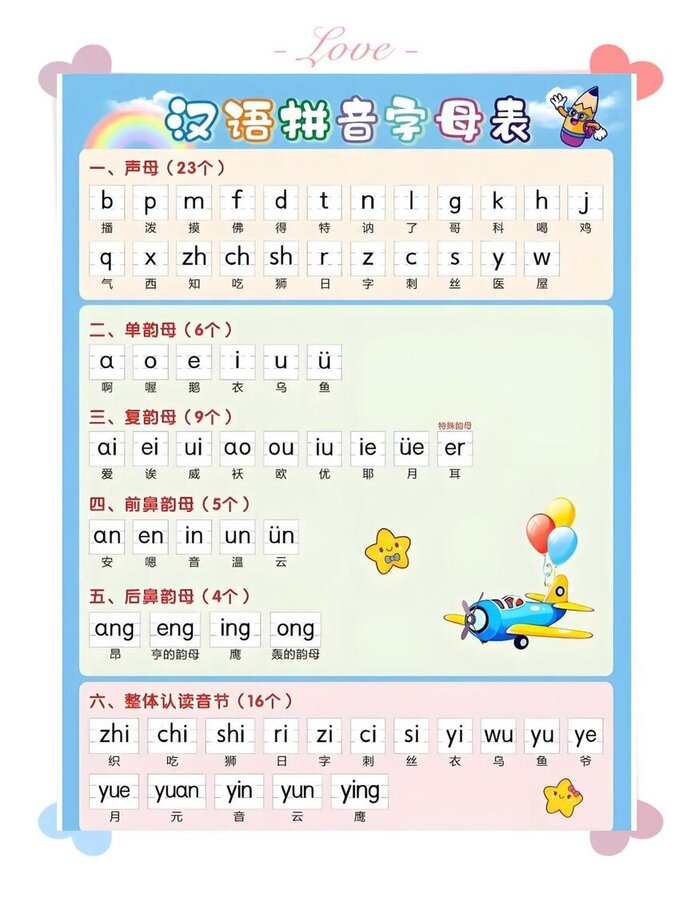 - Love -
汉语拼音字母表
一、声母（23个）
b p m f d t n l g k h j
播 泼 摸 佛 得 特 讷 了 哥 科 喝 鸡
q x zh ch sh r z c s y w
气 西 知 吃 狮 日 字 刺 丝 医 屋
二、单韵母（6个）
ɑ o e i u ü
啊 喔 鹅 衣 乌 鱼
三、复韵母（9个）
特殊韵母
ɑi ei ui ɑo ou iu ie üe er
爱 诶 威 袄 欧 优 耶 月 耳
四、前鼻韵母（5个）
ɑn en in un ün
安 嗯 音 温 云
五、后鼻韵母（4个）
ɑng eng ing ong
昂 亨的韵母 鹰 轰的韵母
六、整体认读音节（16个）
zhi chi shi ri zi ci si yi wu yu ye
织 吃 狮 日 字 刺 丝 衣 乌 鱼 爷
yue yuɑn yin yun ying
月 元 音 云 鹰